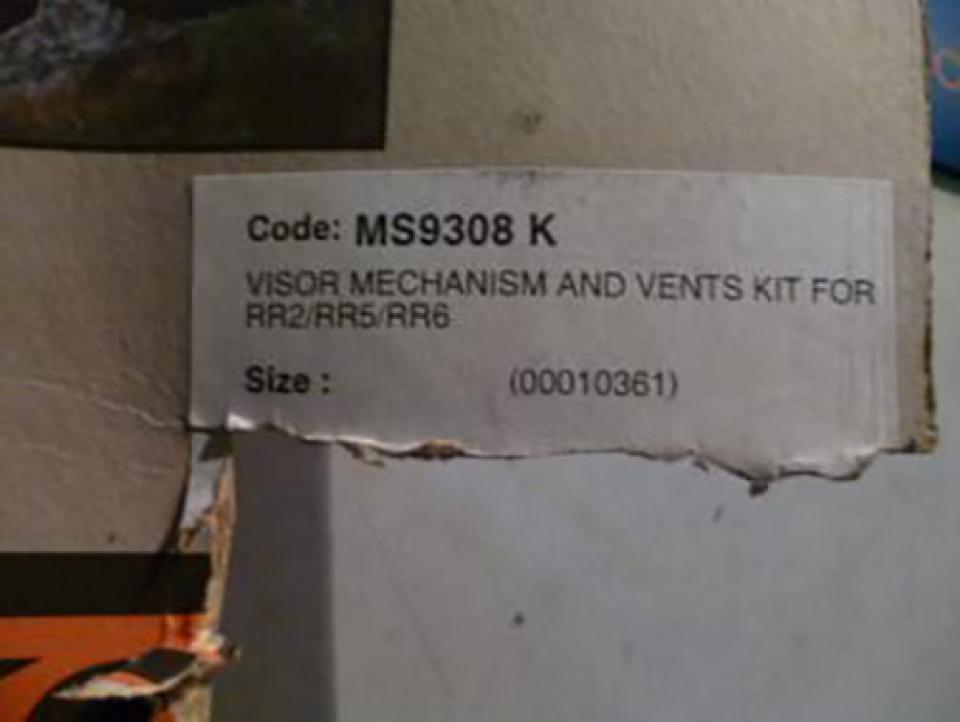 Code: MS9308 K
VISOR MECHANISM AND VENTS KIT FOR
RR2/RR5/RR6
Size : (00010361)